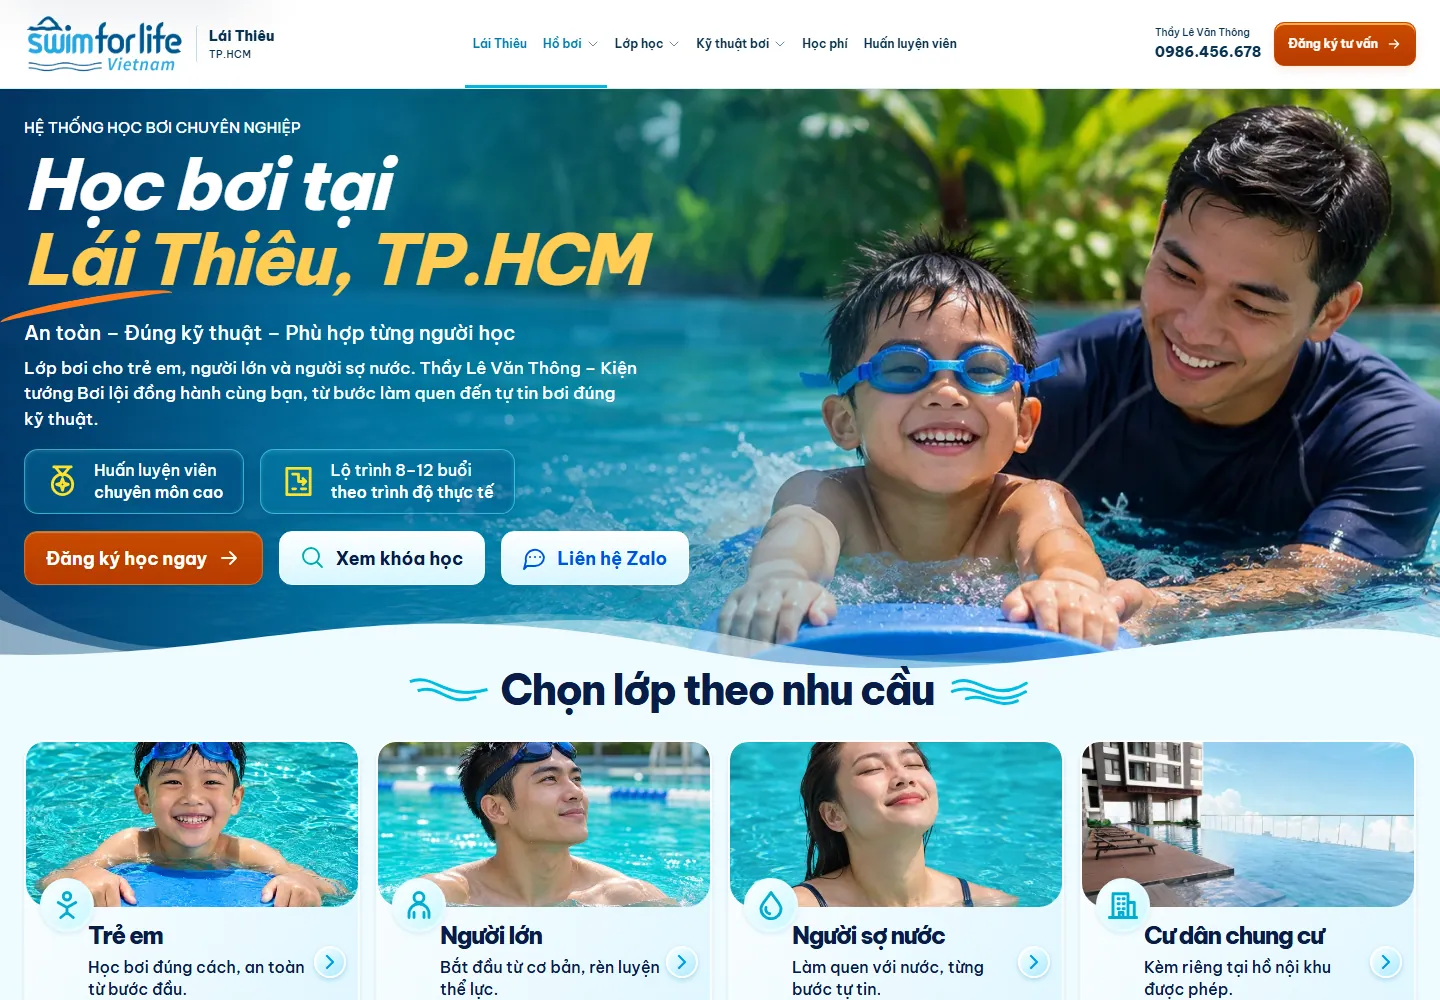 swimforlife
Vietnam
Lái Thiêu
TP.HCM
Lái Thiêu
Hồ bơi
Lớp học
Kỹ thuật bơi
Học phí
Huấn luyện viên
Thầy Lê Văn Thông
0986.456.678
Đăng ký tư vấn
HỆ THỐNG HỌC BƠI CHUYÊN NGHIỆP
Học bơi tại
Lái Thiêu, TP.HCM
An toàn – Đúng kỹ thuật – Phù hợp từng người học
Lớp bơi cho trẻ em, người lớn và người sợ nước. Thầy Lê Văn Thông – Kiện
tướng Bơi lội đồng hành cùng bạn, từ bước làm quen đến tự tin bơi đúng
kỹ thuật.
Huấn luyện viên
chuyên môn cao
Lộ trình 8–12 buổi
theo trình độ thực tế
Đăng ký học ngay
Xem khóa học
Liên hệ Zalo
Chọn lớp theo nhu cầu
Trẻ em
Học bơi đúng cách, an toàn
từ bước đầu.
Người lớn
Bắt đầu từ cơ bản, rèn luyện
thể lực.
Người sợ nước
Làm quen với nước, từng
bước tự tin.
Cư dân chung cư
Kèm riêng tại hồ nội khu
được phép.